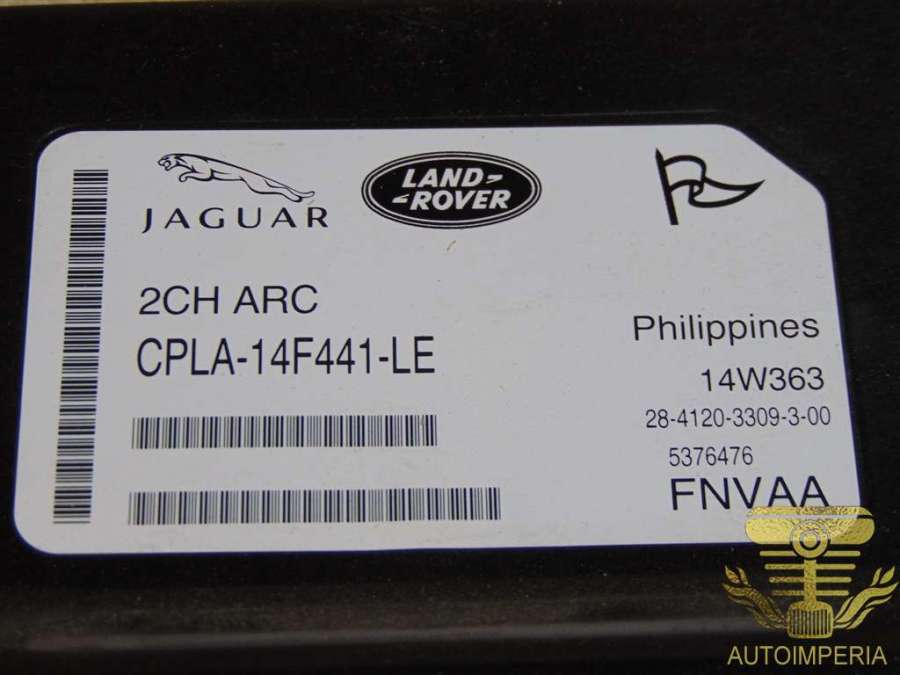 JAGUAR
LAND-
-ROVER
2CH ARC
CPLA-14F441-LE
Philippines
14W363
28-4120-3309-3-00
5376476
FNVAA
AUTOIMPERIA